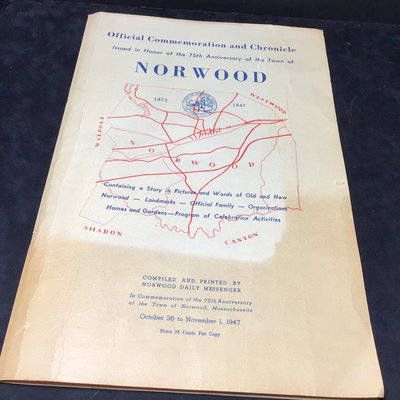 Official Commemoration and Chronicle
Issued in Honor of the 75th Anniversary of the Town of
NORWOOD
WESTWOOD
1872 1947
WALPOLE
NORWOOD
Containing a Story in Pictures and Words of Old and New
Norwood — Landmarks — Official Family — Organizations
Homes and Gardens — Program of Celebration Activities
SHARON
CANTON
COMPILED AND PRINTED BY
NORWOOD DAILY MESSENGER
In Commemoration of the 75th Anniversary
of the Town of Norwood, Massachusetts
October 26 to November 1, 1947
Price 35 Cents Per Copy